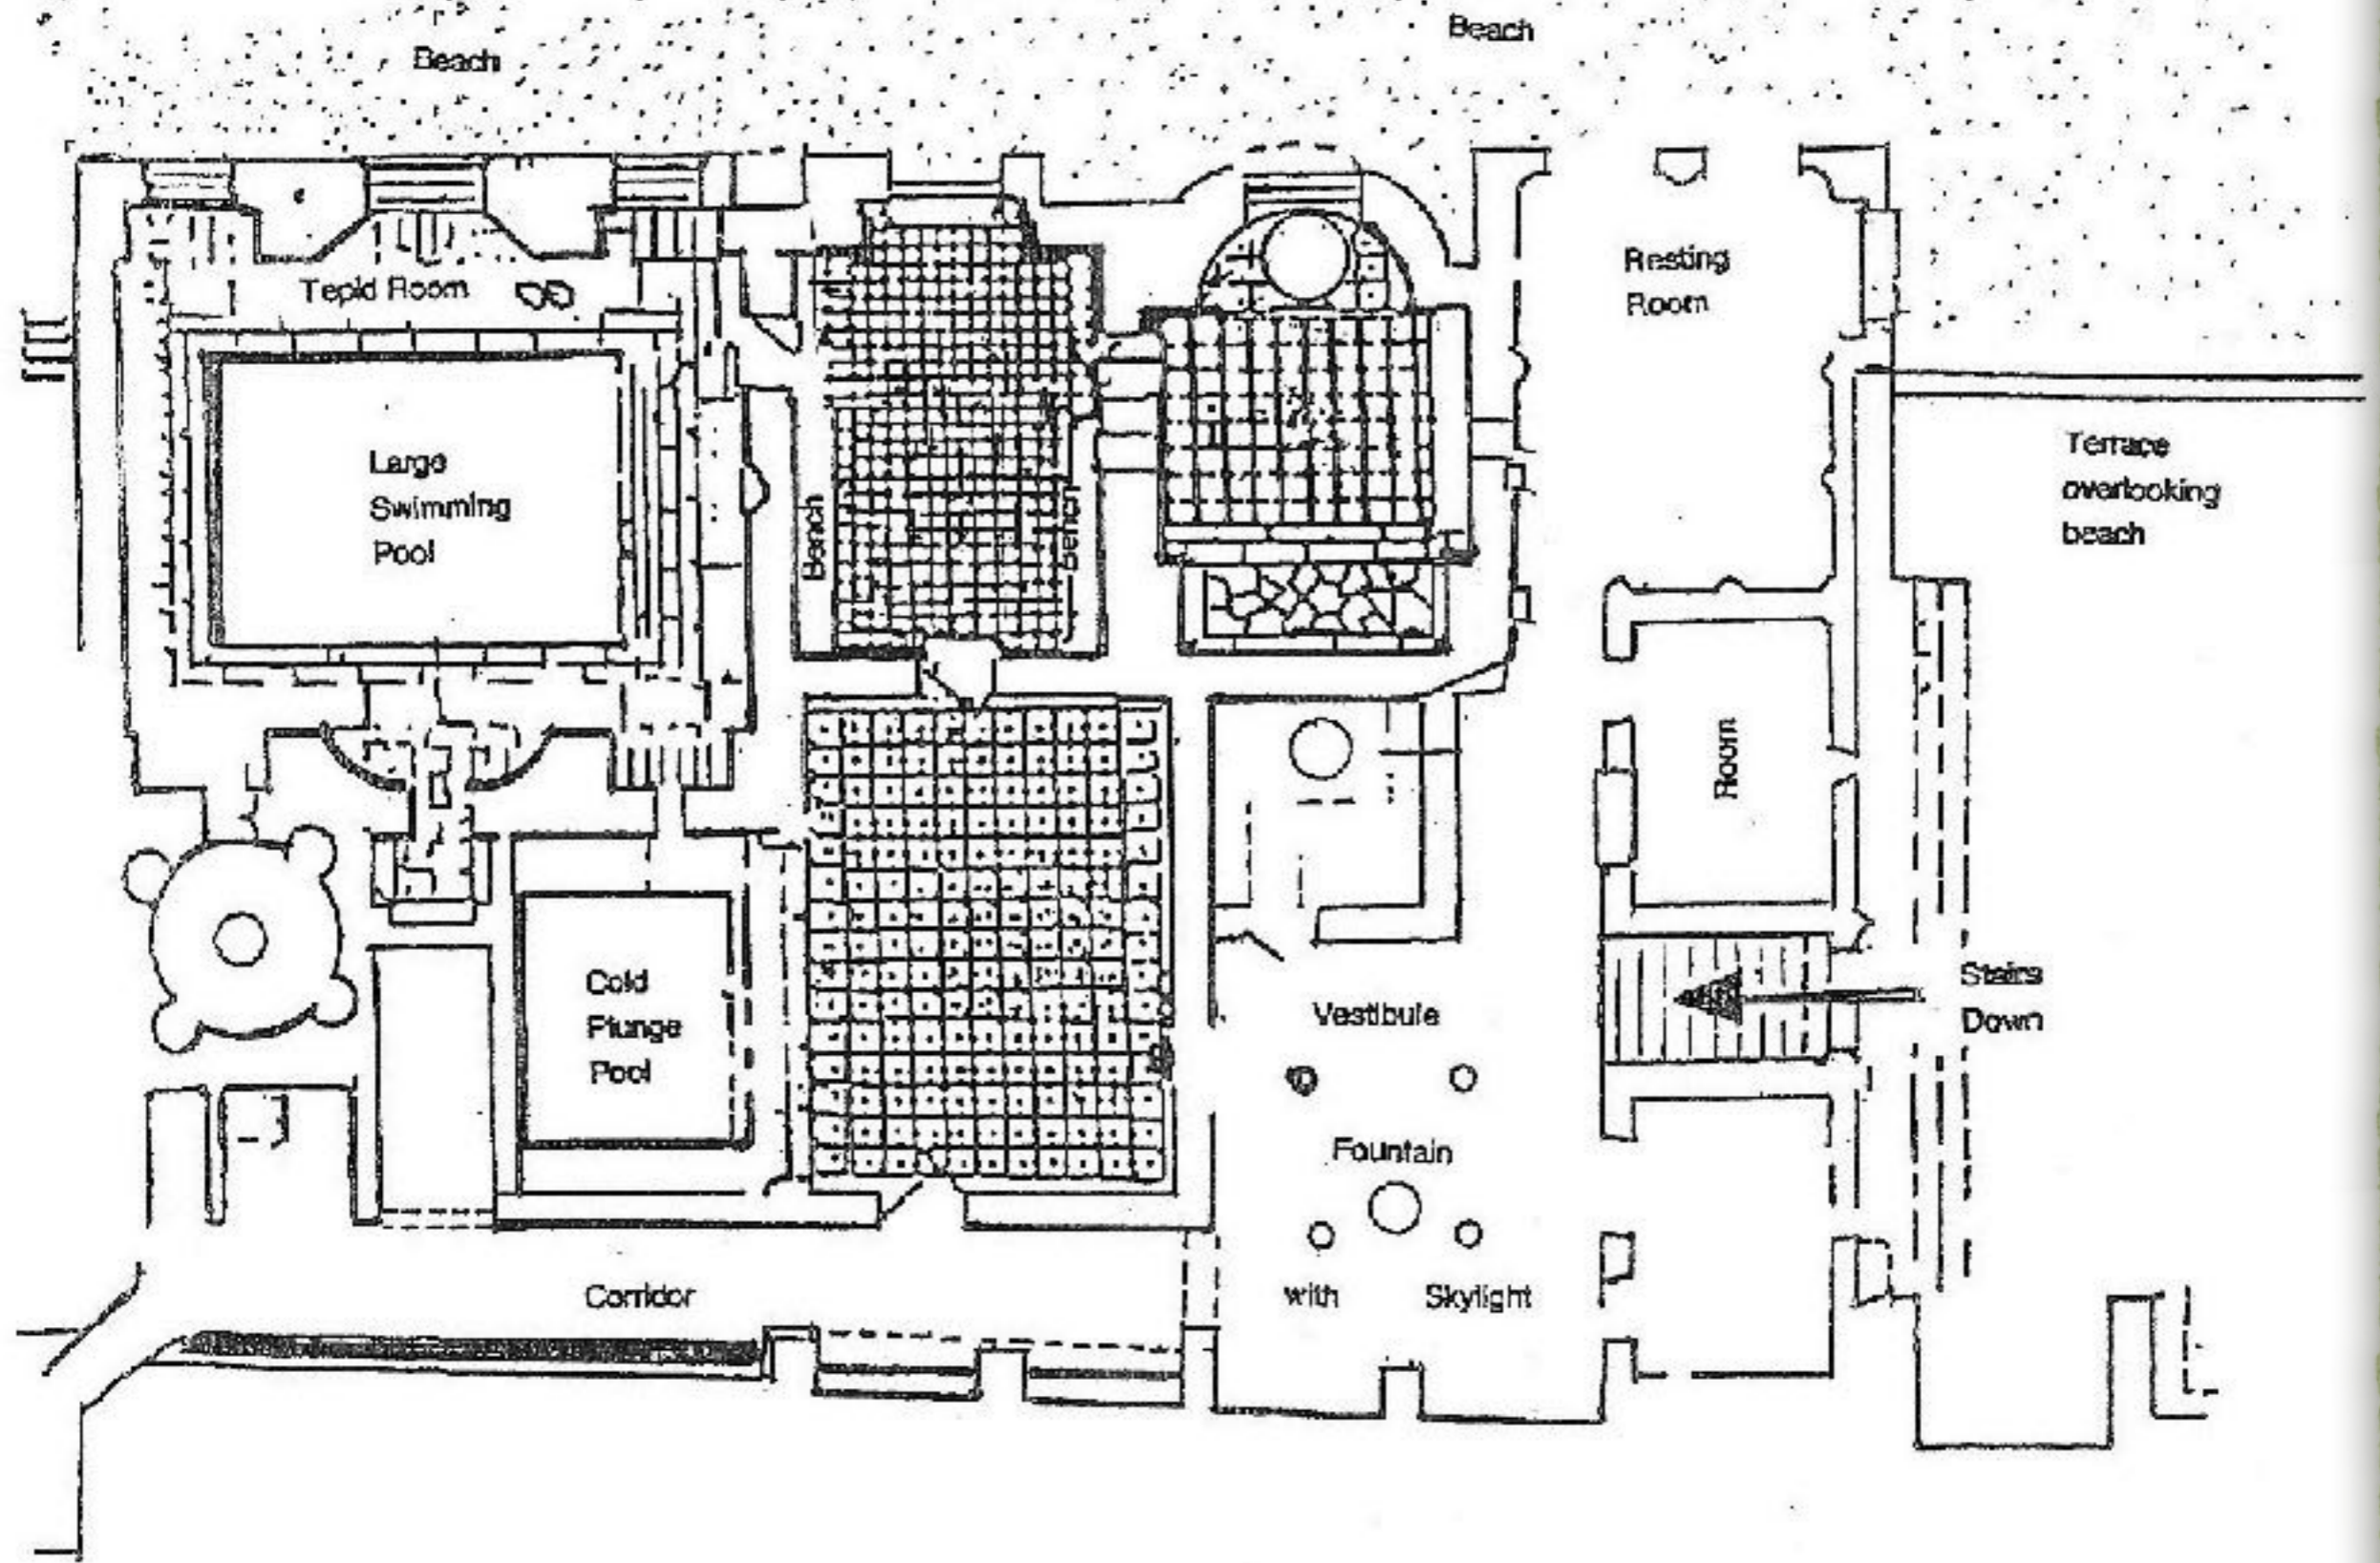 Beach
Beach
Tepid Room
Resting
Room
Large
Swimming
Pool
Bench
Bench
Terrace
overlooking
beach
Room
Cold
Plunge
Pool
Vestibule
Stairs
Down
Fountain
with
Skylight
Corridor